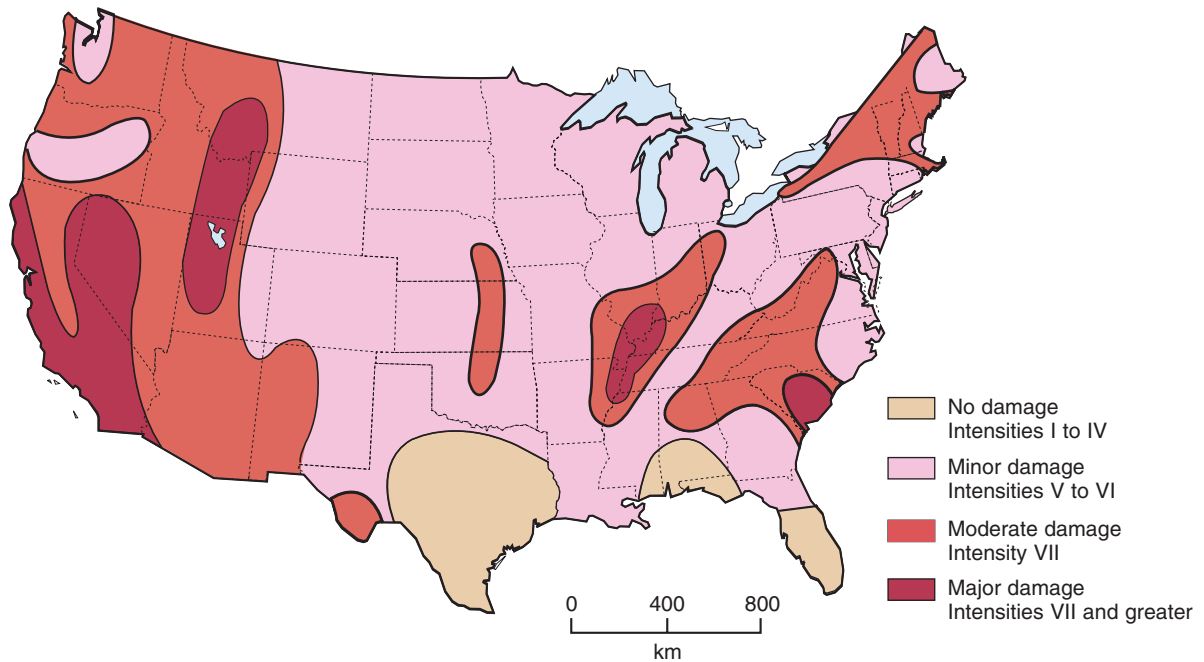 No damage
Intensities I to IV
Minor damage
Intensities V to VI
Moderate damage
Intensity VII
Major damage
Intensities VII and greater
0 400 800
km